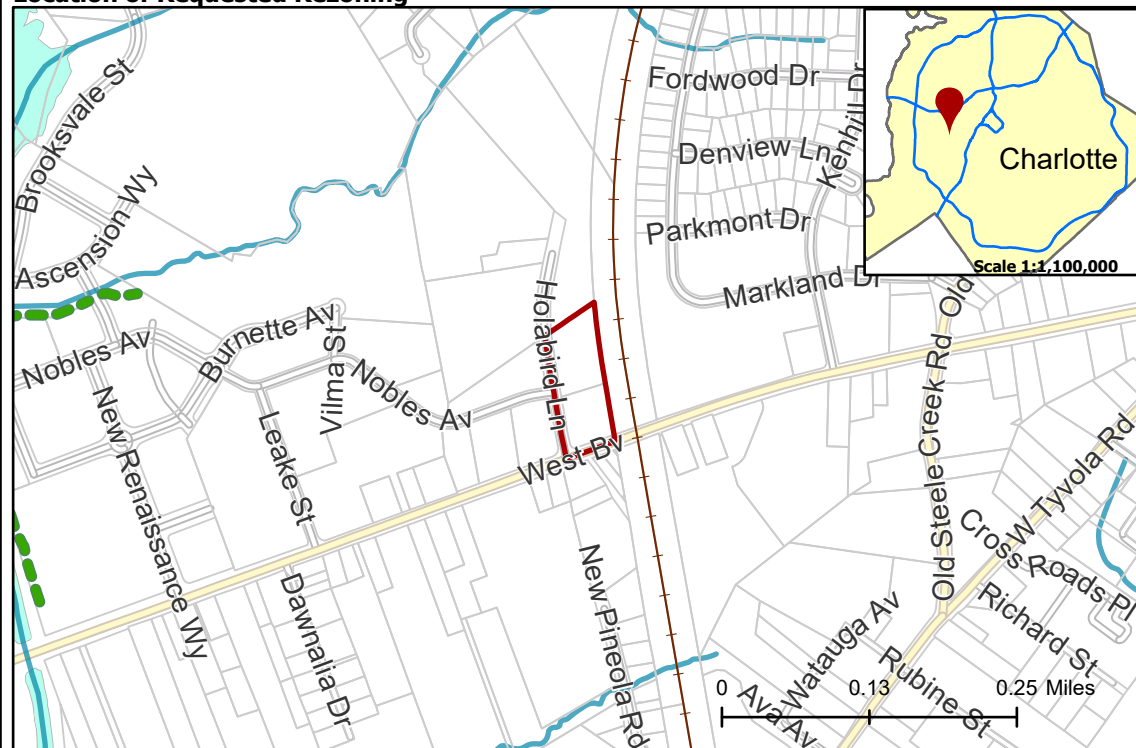 Location of Requested Rezoning
Brooksvale St
Ascension Wy
Fordwood Dr
Denview Ln
Kenhill Dr
Parkmont Dr
Markland Dr
Charlotte
Scale 1:1,100,000
Nobles Av
Burnette Av
Vilma St
Nobles Av
Holabird Ln
New Renaissance Wy
Leake St
West Bv
Old Steele Creek Rd
Old
W Tyvola Rd
Cross Roads Pl
Richard St
Dawnalia Dr
New Pineola Rd
Watauga Av
Rubine St
Ava Av
0 0.13 0.25 Miles